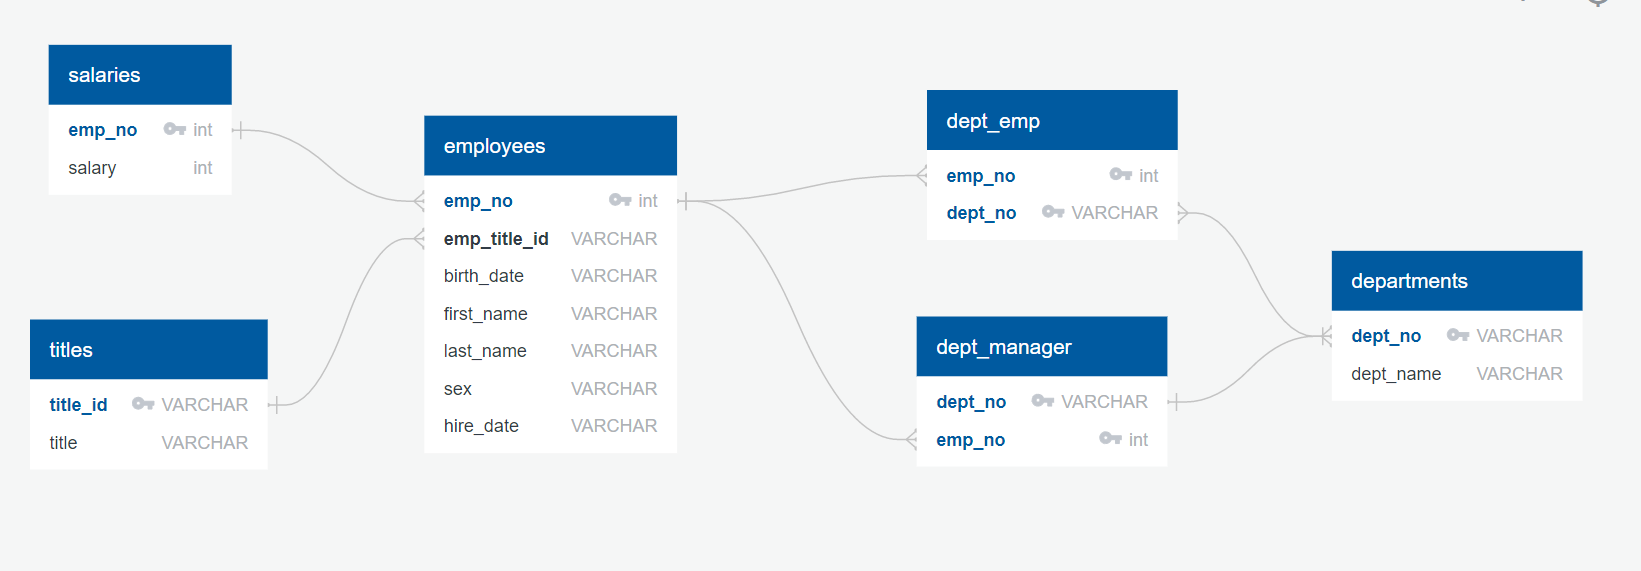 salaries
emp_no int
salary int
employees
emp_no int
emp_title_id VARCHAR
birth_date VARCHAR
first_name VARCHAR
last_name VARCHAR
sex VARCHAR
hire_date VARCHAR
titles
title_id VARCHAR
title VARCHAR
dept_emp
emp_no int
dept_no VARCHAR
dept_manager
dept_no VARCHAR
emp_no int
departments
dept_no VARCHAR
dept_name VARCHAR